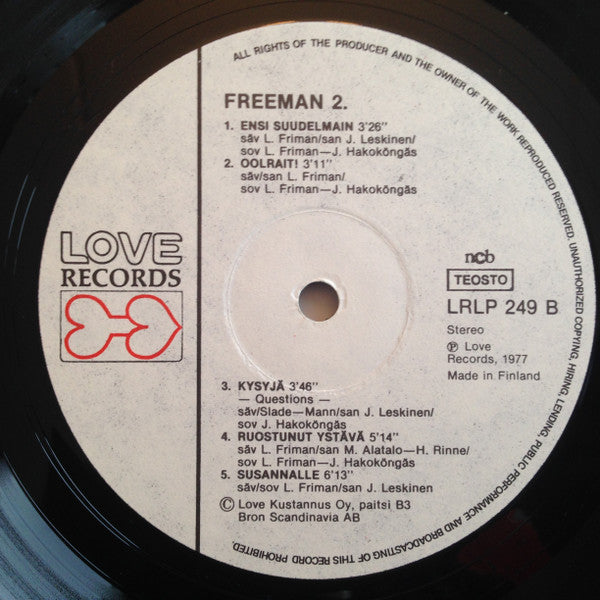 ALL RIGHTS OF THE PRODUCER AND THE OWNER OF THE WORK REPRODUCED RESERVED. UNAUTHORIZED COPYING, HIRING, LENDING, PUBLIC PERFORMANCE AND BROADCASTING OF THIS RECORD PROHIBITED.
FREEMAN 2.
1. ENSI SUUDELMAIN 3'26"
säv L. Friman/san J. Leskinen/
sov L. Friman—J. Hakoköngäs
2. OOLRAIT! 3'11"
säv/san L. Friman/
sov L. Friman—J. Hakoköngäs
LOVE
RECORDS
ncb
TEOSTO
LRLP 249 B
Stereo
Ⓟ Love
Records, 1977
Made in Finland
3. KYSYJÄ 3'46"
— Questions —
säv/Slade—Mann/san J. Leskinen/
sov J. Hakoköngäs
4. RUOSTUNUT YSTÄVÄ 5'14"
säv L. Friman/san M. Alatalo—H. Rinne/
sov L. Friman—J. Hakoköngäs
5. SUSANNALLE 6'13"
säv/sov L. Friman/san J. Leskinen
© Love Kustannus Oy, paitsi B3
Bron Scandinavia AB